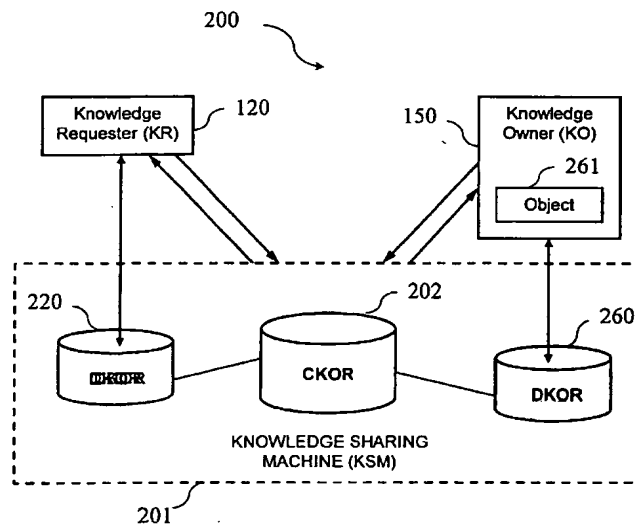 200
Knowledge
Requester (KR)
120
150
Knowledge
Owner (KO)
261
Object
220
202
260
CKOR
DKOR
KNOWLEDGE SHARING
MACHINE (KSM)
201